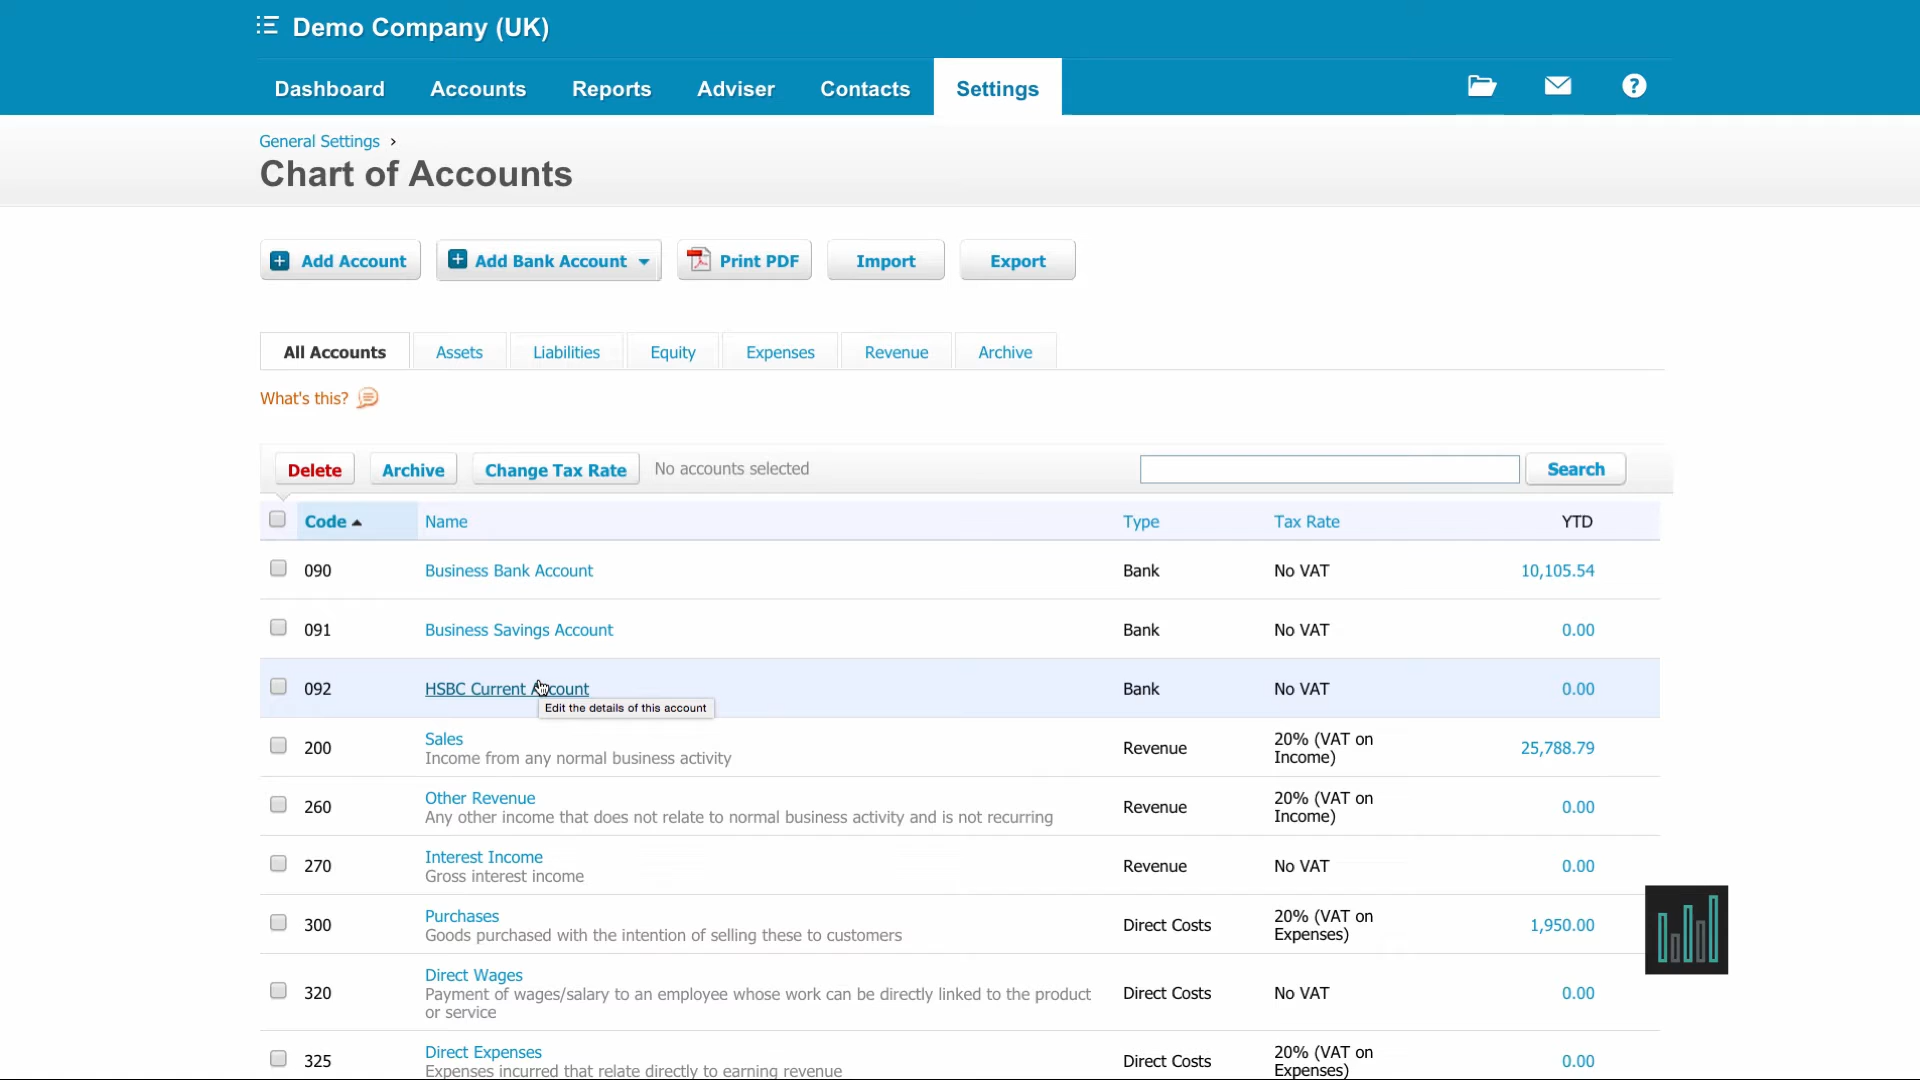 Demo Company (UK)
Dashboard Accounts Reports Adviser Contacts Settings ?
General Settings ›
Chart of Accounts
Add Account Add Bank Account Print PDF Import Export
All Accounts Assets Liabilities Equity Expenses Revenue Archive
What's this?
Delete Archive Change Tax Rate No accounts selected Search
Code Name Type Tax Rate YTD
090 Business Bank Account Bank No VAT 10,105.54
091 Business Savings Account Bank No VAT 0.00
092 HSBC Current Account Bank No VAT 0.00
Edit the details of this account
200 Sales Revenue 20% (VAT on 25,788.79
Income from any normal business activity Income)
260 Other Revenue Revenue 20% (VAT on 0.00
Any other income that does not relate to normal business activity and is not recurring Income)
270 Interest Income Revenue No VAT 0.00
Gross interest income
300 Purchases Direct Costs 20% (VAT on 1,950.00
Goods purchased with the intention of selling these to customers Expenses)
320 Direct Wages Direct Costs No VAT 0.00
Payment of wages/salary to an employee whose work can be directly linked to the product
or service
325 Direct Expenses Direct Costs 20% (VAT on 0.00
Expenses incurred that relate directly to earning revenue Expenses)